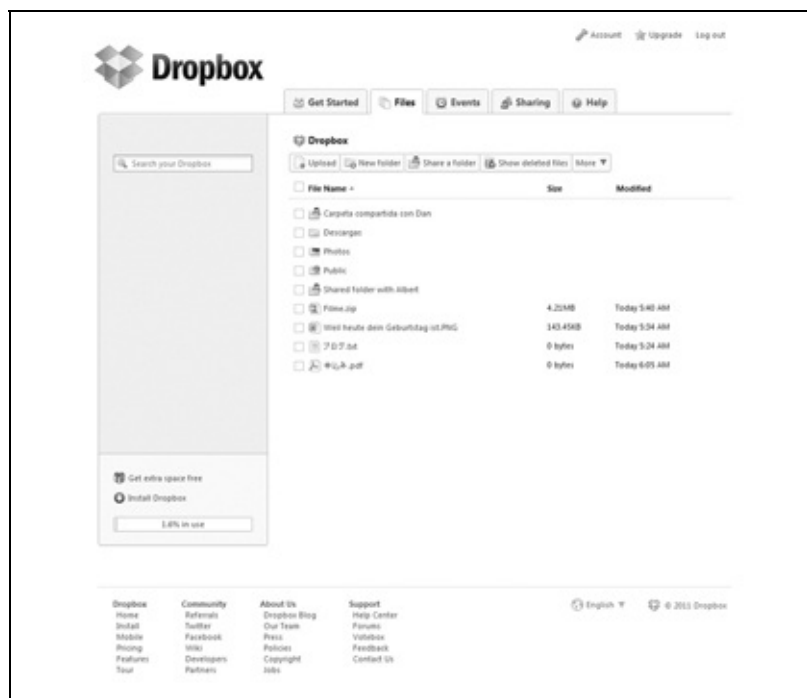 Account Upgrade Log out
Dropbox
Get Started Files Events Sharing Help
Search your Dropbox
Dropbox
Upload New folder Share a folder Show deleted files More ▼
File Name Size Modified
Carpeta compartida con Dan
Descargas
Photos
Public
Shared folder with Albert
Filme.zip 4.21MB Today 5:40 AM
Weil heute dein Geburtstag ist.PNG 143.45KB Today 5:34 AM
ブログ.txt 0 bytes Today 5:24 AM
.pdf 0 bytes Today 6:05 AM
Get extra space free
Install Dropbox
1.6% in use
Dropbox Community About Us Support English ▼ © 2011 Dropbox
Home Referrals Dropbox Blog Help Center
Install Twitter Our Team Forums
Mobile Facebook Press Votebox
Pricing Wiki Policies Feedback
Features Developers Copyright Contact Us
Tour Partners Jobs